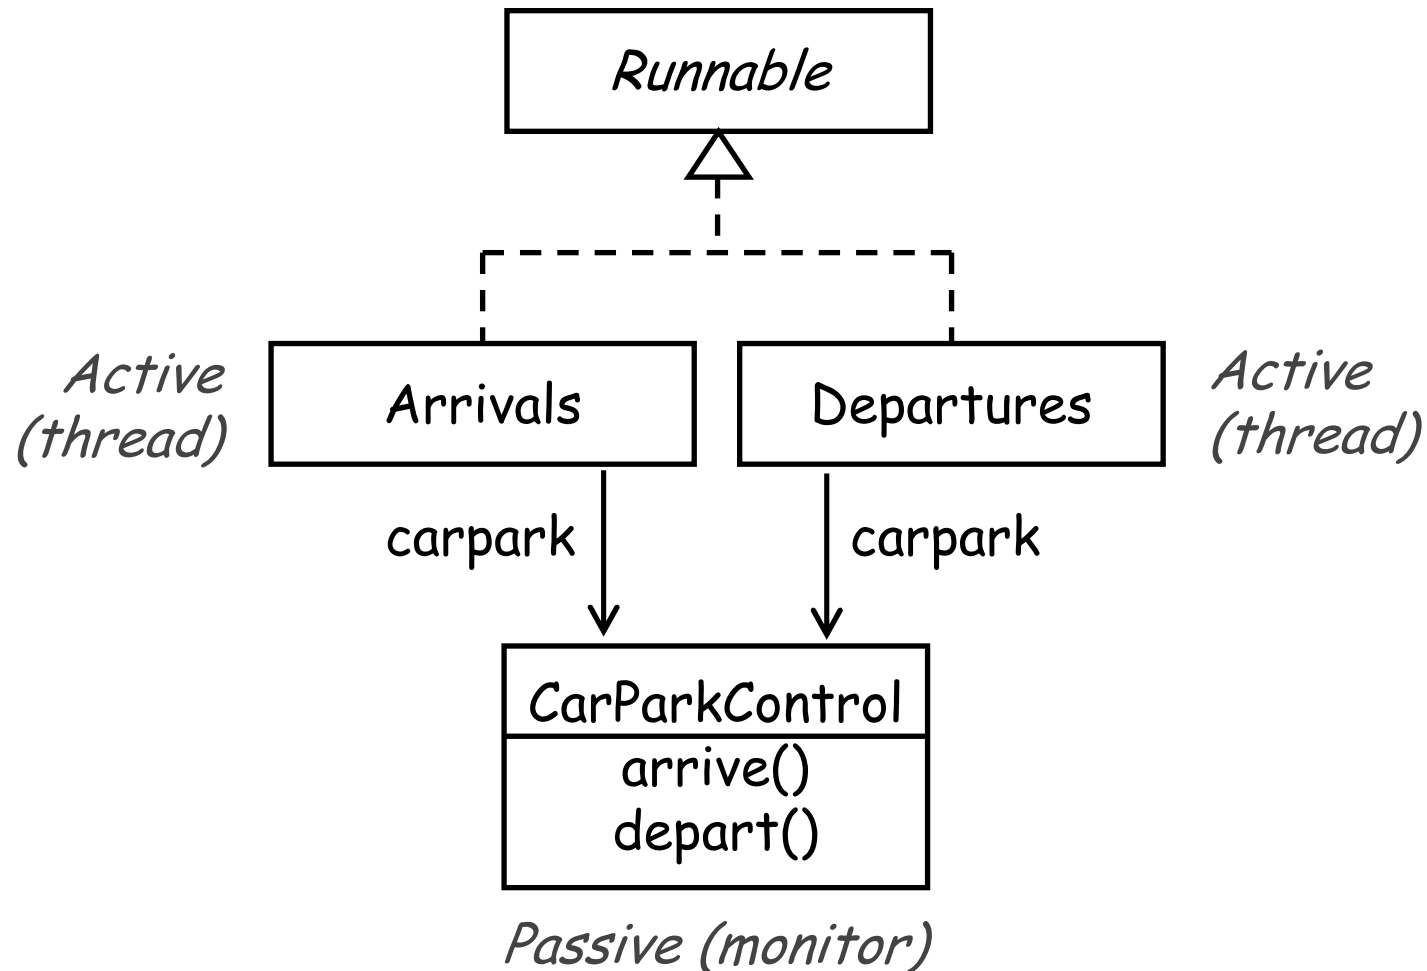 Runnable
Active
(thread)
Arrivals
Departures
Active
(thread)
carpark
carpark
CarParkControl
arrive()
depart()
Passive (monitor)